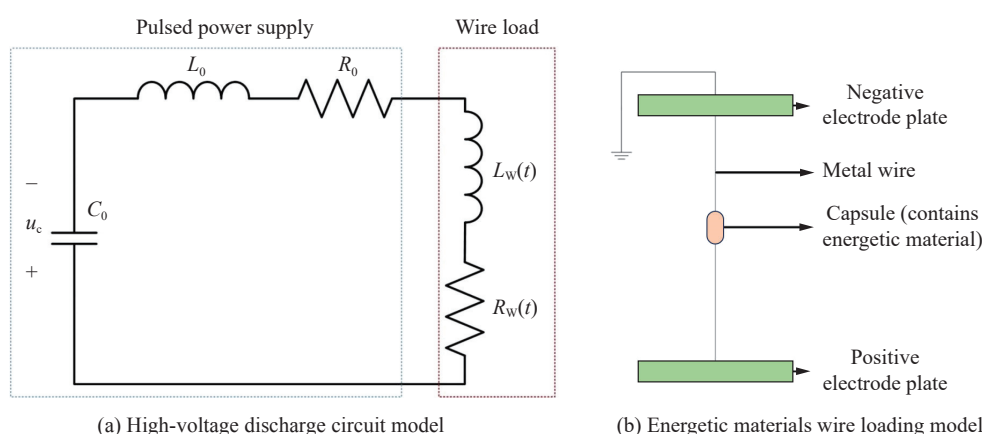 Pulsed power supply
Wire load
L0
R0
LW(t)
−
C0
uc
+
RW(t)
(a) High-voltage discharge circuit model
Negative
electrode plate
Metal wire
Capsule (contains
energetic material)
Positive
electrode plate
(b) Energetic materials wire loading model